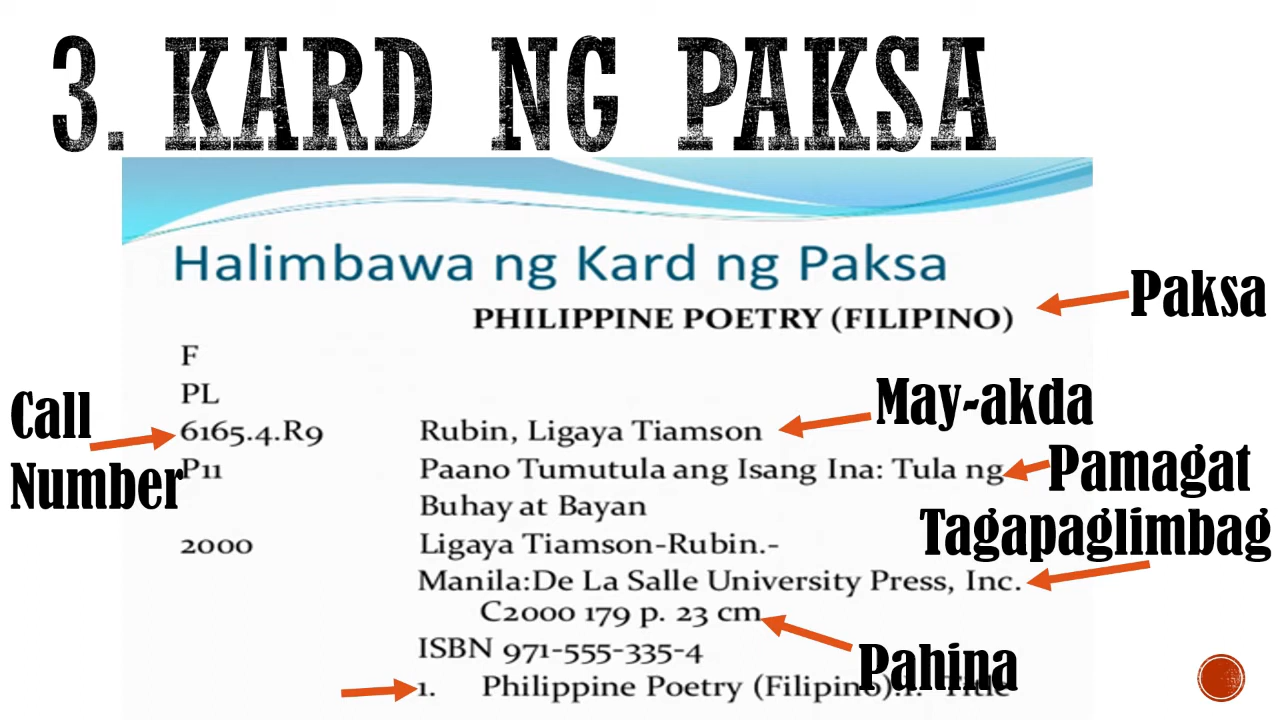 3. KARD NG PAKSA
Halimbawa ng Kard ng Paksa
PHILIPPINE POETRY (FILIPINO)
Paksa
F
PL
Call
Number
6165.4.R9
Rubin, Ligaya Tiamson
May-akda
P11
Paano Tumutula ang Isang Ina: Tula ng
Pamagat
Buhay at Bayan
Tagapaglimbag
2000
Ligaya Tiamson-Rubin.-
Manila:De La Salle University Press, Inc.
C2000 179 p. 23 cm
Pahina
ISBN 971-555-335-4
1. Philippine Poetry (Filipino).I. Title